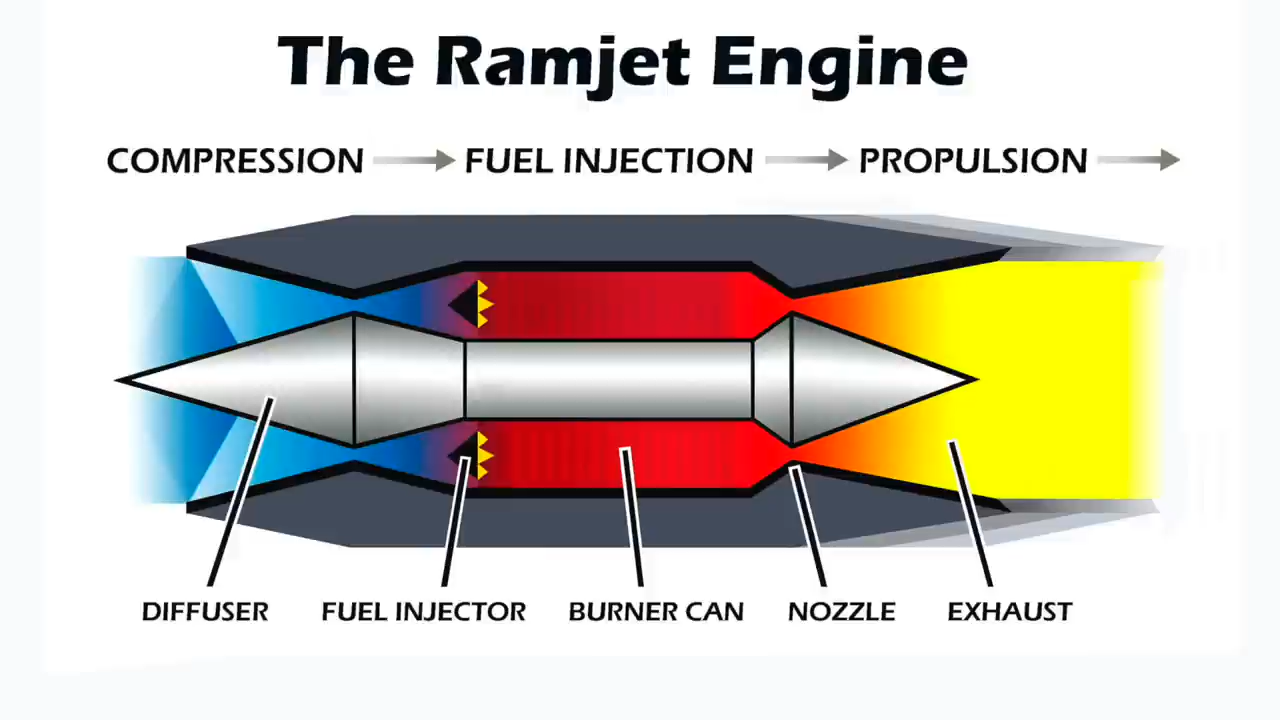 The Ramjet Engine
COMPRESSION FUEL INJECTION PROPULSION
DIFFUSER FUEL INJECTOR BURNER CAN NOZZLE EXHAUST